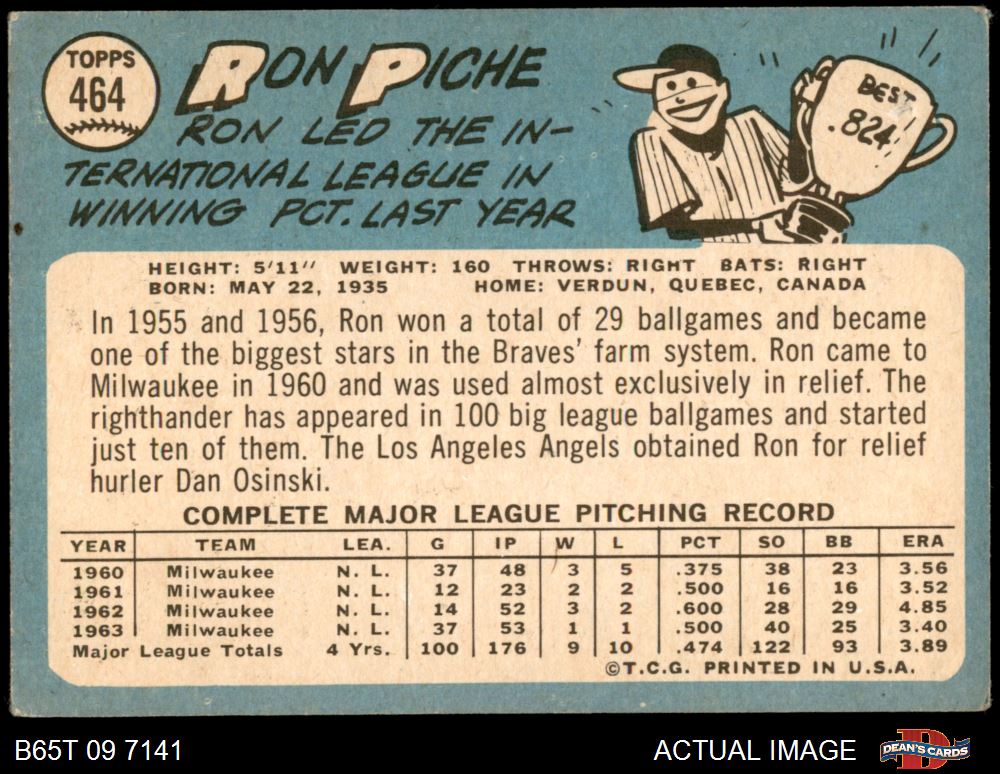 TOPPS
464
RON PICHE
RON LED THE IN-
TERNATIONAL LEAGUE IN
WINNING PCT. LAST YEAR
BEST
.824
HEIGHT: 5'11" WEIGHT: 160 THROWS: RIGHT BATS: RIGHT
BORN: MAY 22, 1935 HOME: VERDUN, QUEBEC, CANADA
In 1955 and 1956, Ron won a total of 29 ballgames and became
one of the biggest stars in the Braves' farm system. Ron came to
Milwaukee in 1960 and was used almost exclusively in relief. The
righthander has appeared in 100 big league ballgames and started
just ten of them. The Los Angeles Angels obtained Ron for relief
hurler Dan Osinski.
COMPLETE MAJOR LEAGUE PITCHING RECORD
YEAR TEAM LEA. G IP W L PCT SO BB ERA
1960 Milwaukee N. L. 37 48 3 5 .375 38 23 3.56
1961 Milwaukee N. L. 12 23 2 2 .500 16 16 3.52
1962 Milwaukee N. L. 14 52 3 2 .600 28 29 4.85
1963 Milwaukee N. L. 37 53 1 1 .500 40 25 3.40
Major League Totals 4 Yrs. 100 176 9 10 .474 122 93 3.89
©T.C.G. PRINTED IN U.S.A.
B65T 09 7141 ACTUAL IMAGE DEAN'S CARDS